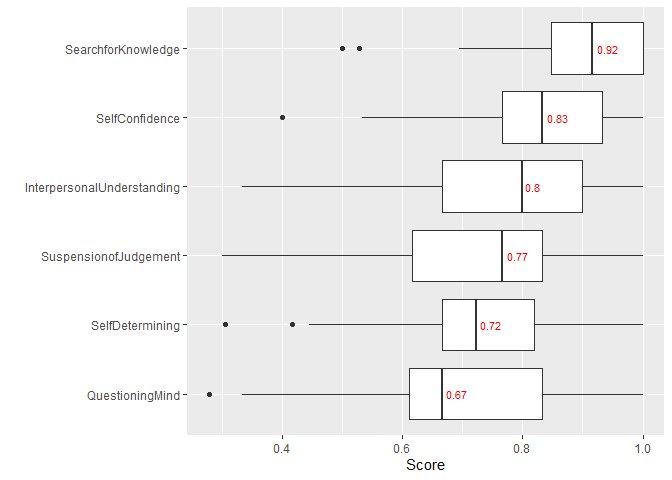 SearchforKnowledge
0.92
SelfConfidence
0.83
InterpersonalUnderstanding
0.8
SuspensionofJudgement
0.77
SelfDetermining
0.72
QuestioningMind
0.67
0.4 0.6 0.8 1.0
Score